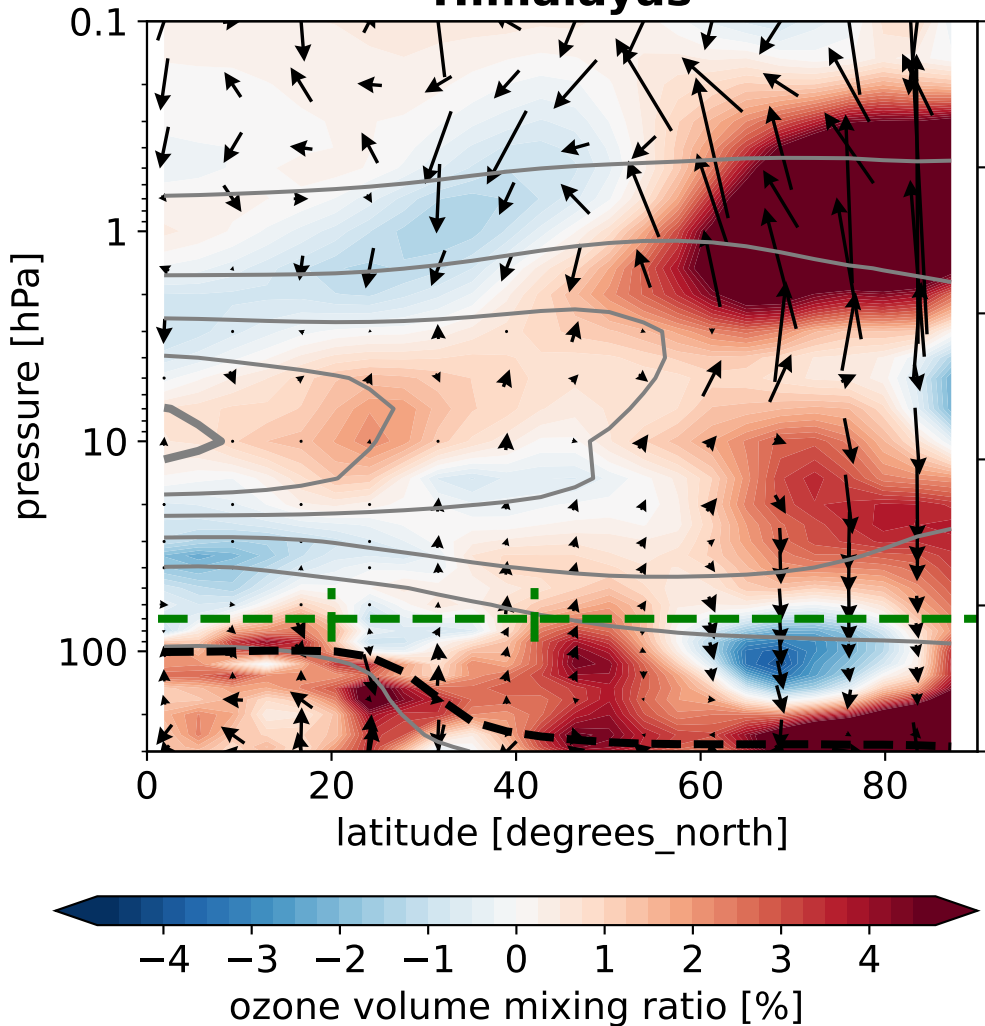 Himalayas
0.1
1
10
100
pressure [hPa]
0 20 40 60 80
latitude [degrees_north]
−4 −3 −2 −1 0 1 2 3 4
ozone volume mixing ratio [%]